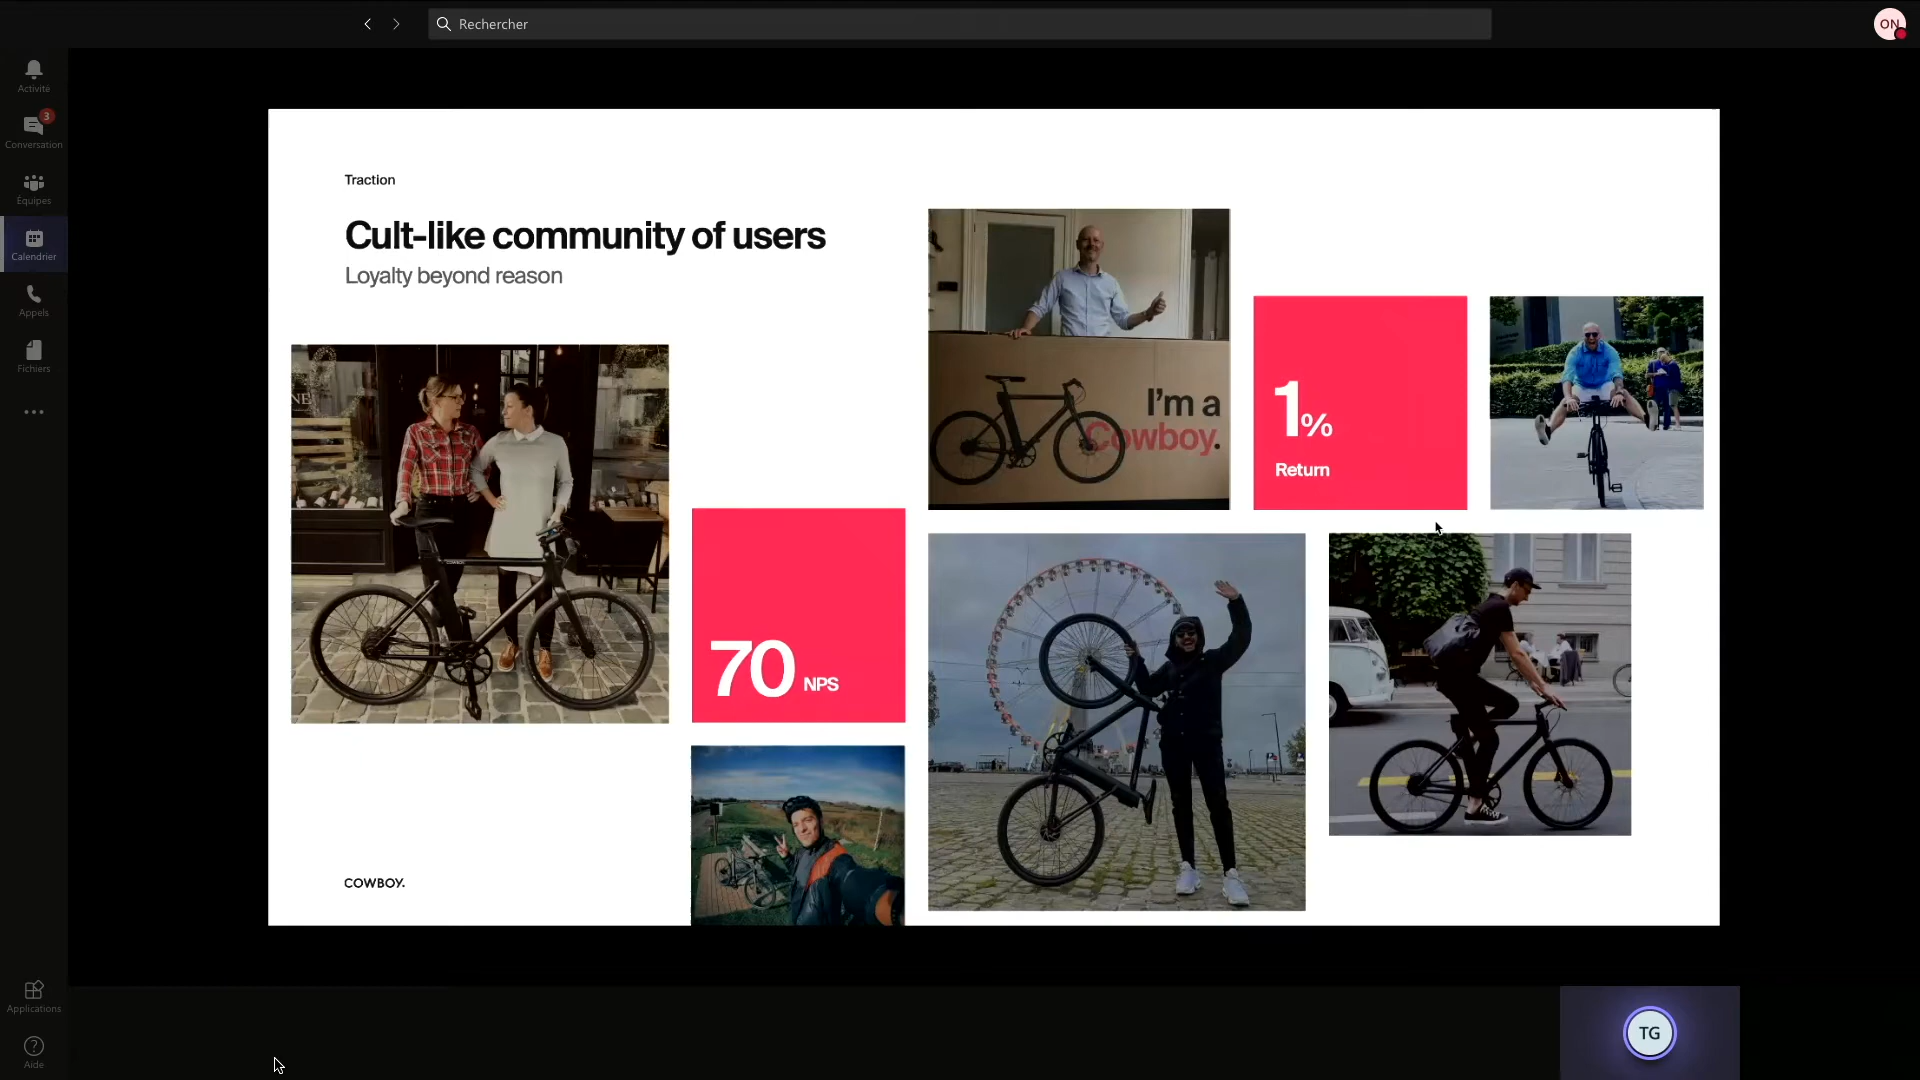 Rechercher
ON
Activité
3
Conversation
Équipes
Calendrier
Appels
Fichiers
Applications
Aide
Traction
Cult-like community of users
Loyalty beyond reason
NE
I'm a
Cowboy.
1%
Return
70 NPS
COWBOY.
TG